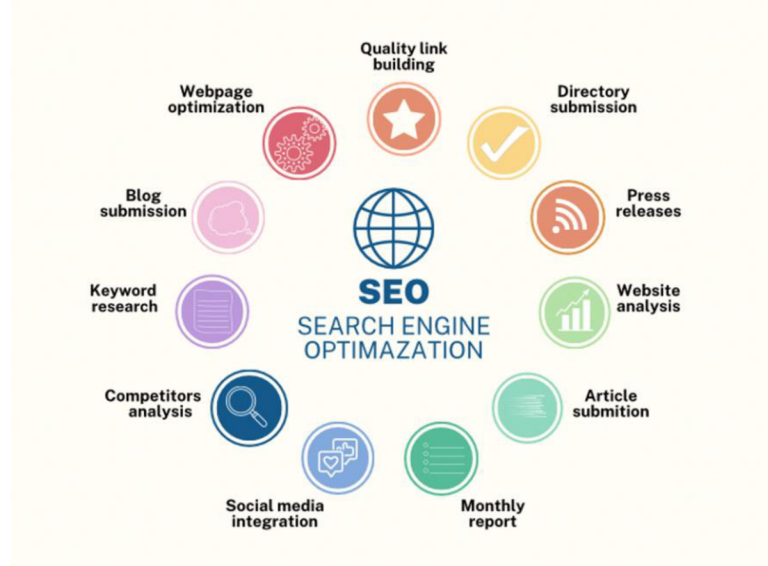 Quality link
building
Directory
submission
Press
releases
Website
analysis
Article
submition
Monthly
report
Social media
integration
Competitors
analysis
Keyword
research
Blog
submission
Webpage
optimization
SEO
SEARCH ENGINE
OPTIMAZATION